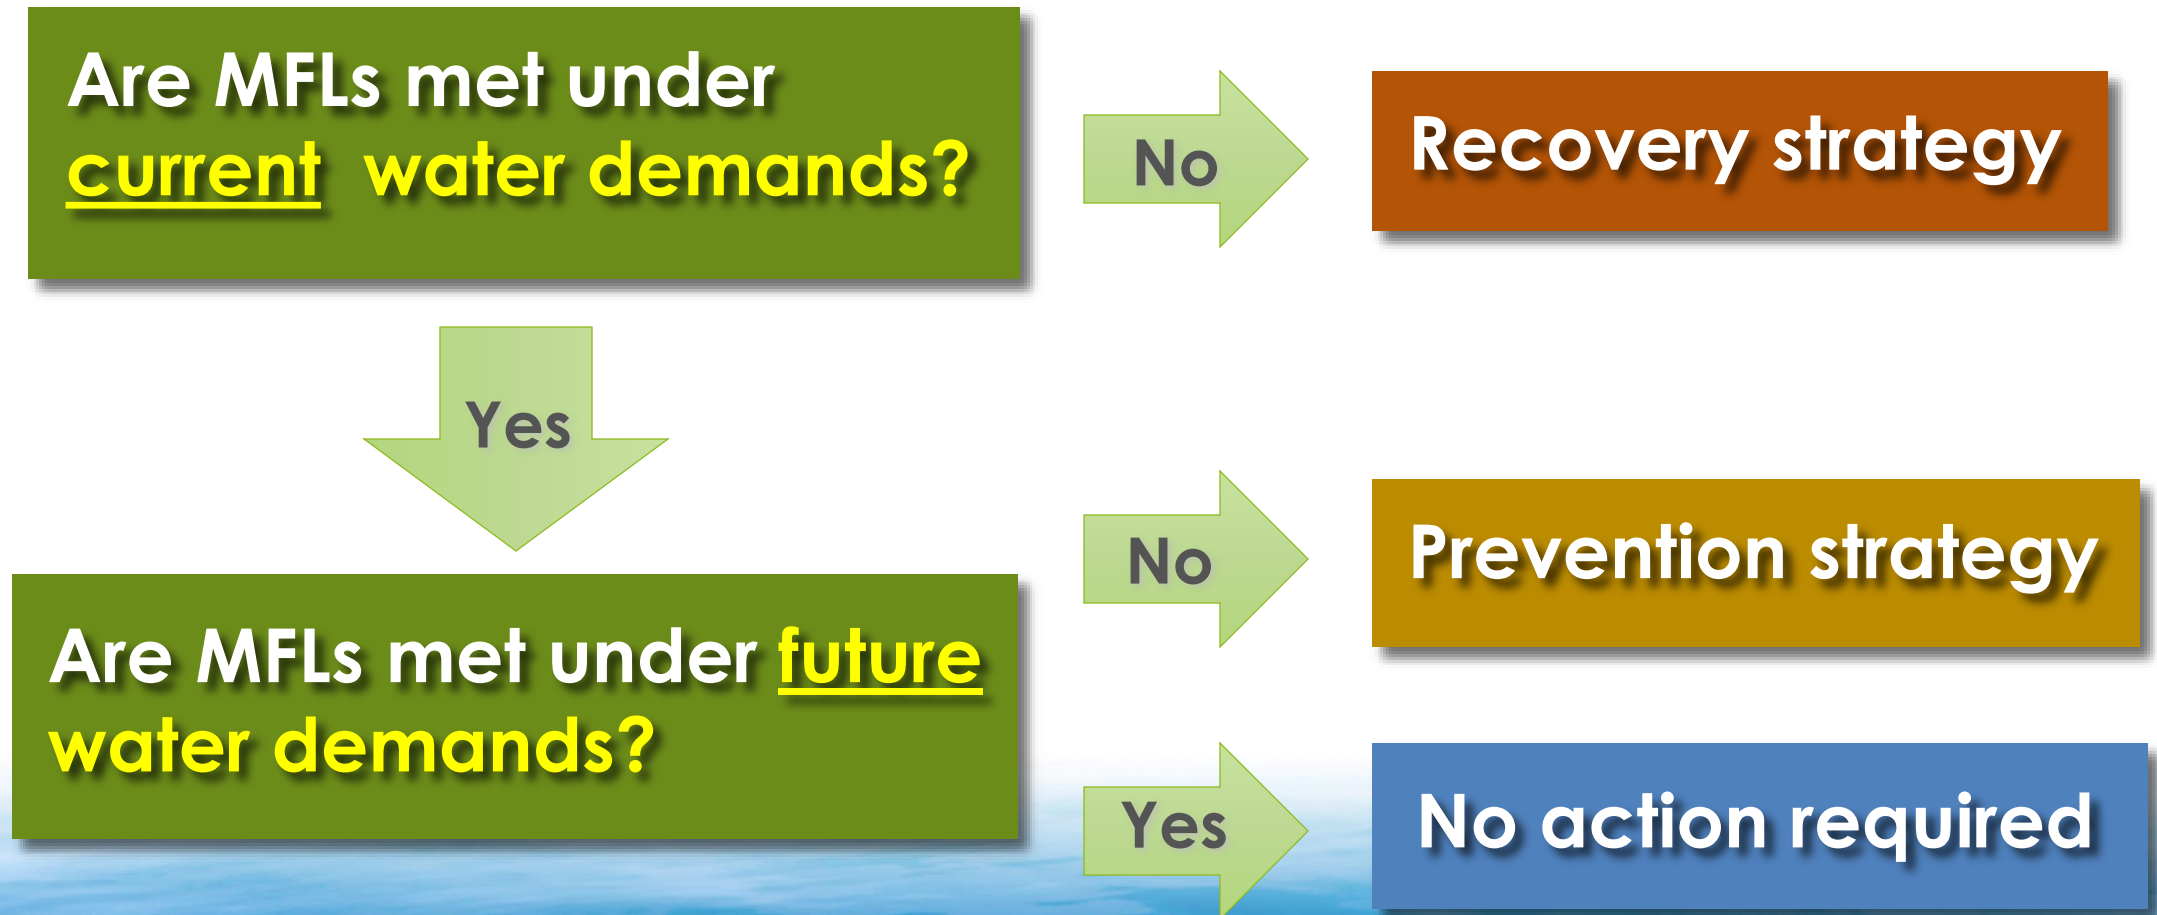 Are MFLs met under
current water demands?
No
Recovery strategy
Yes
Are MFLs met under future
water demands?
No
Prevention strategy
Yes
No action required